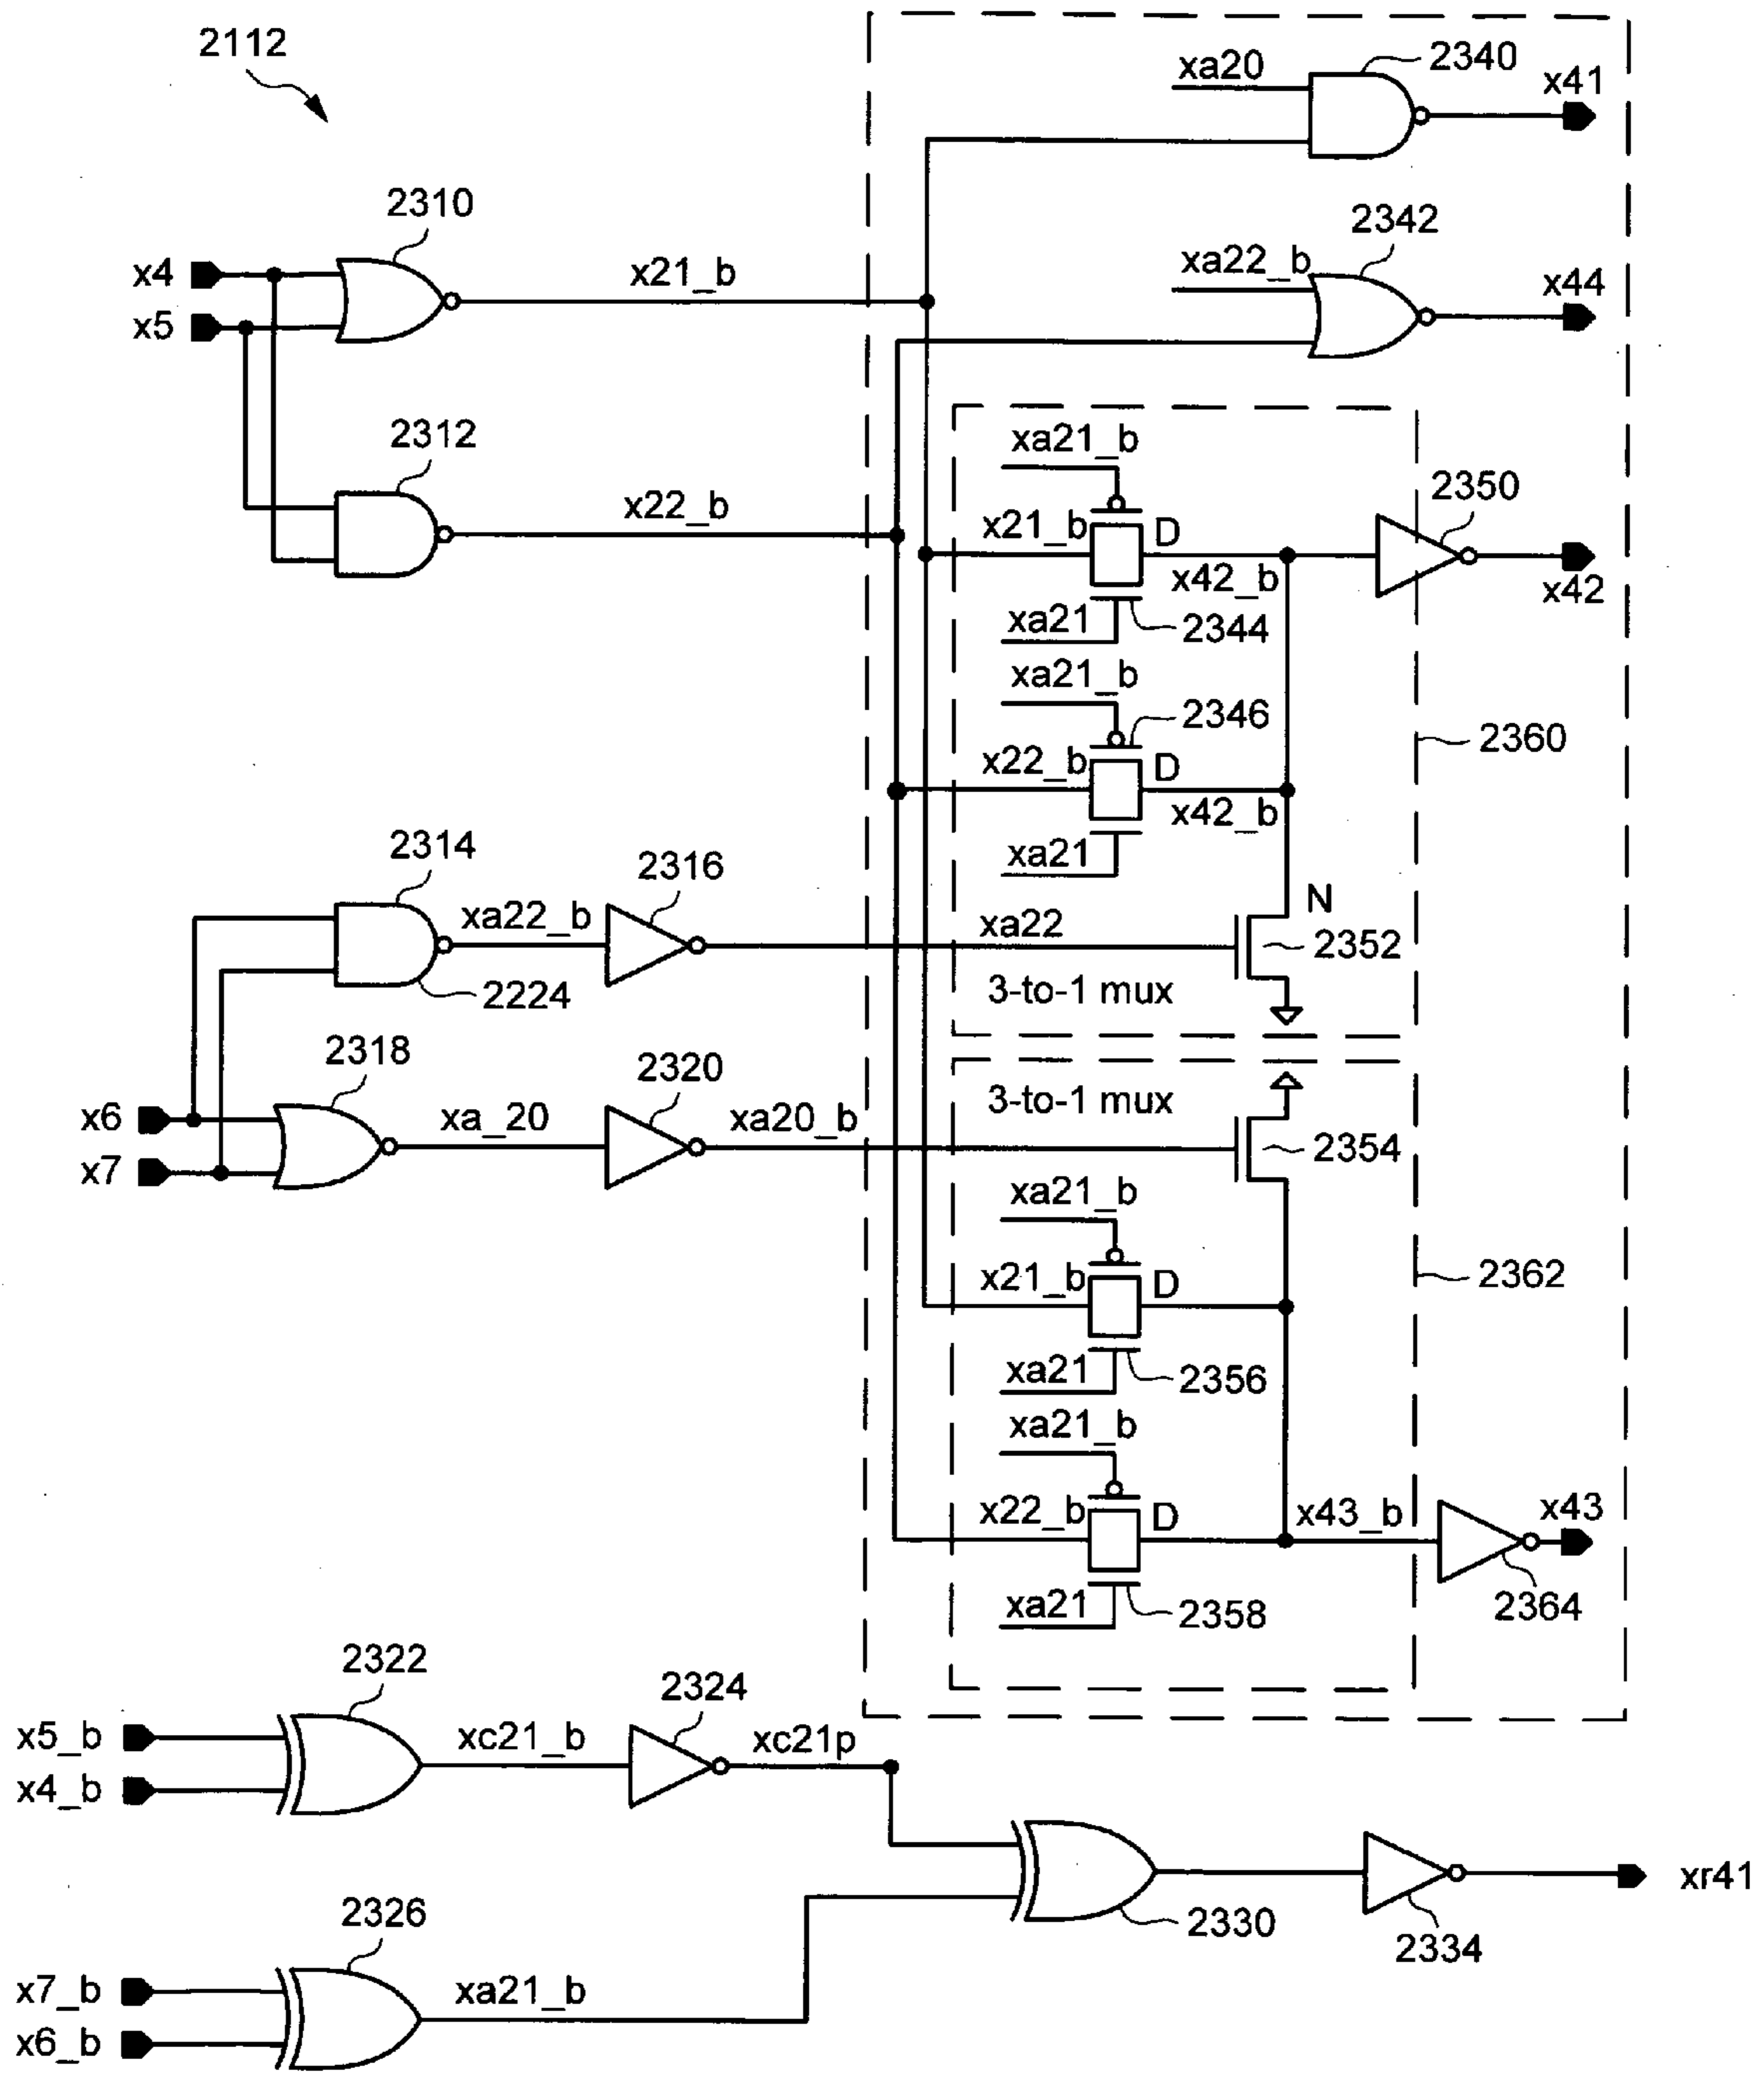 2112
xa20
2340
x41
2310
x4
x5
x21_b
2342
xa22_b
x44
2312
x22_b
xa21_b
x21_b
D
x42_b
xa21
2344
2350
x42
xa21_b
2346
x22_b
D
x42_b
xa21
2360
2314
xa22_b
2224
2316
xa22
N
2352
3-to-1 mux
2318
x6
x7
xa_20
2320
xa20_b
3-to-1 mux
2354
xa21_b
x21_b
D
xa21
2356
2362
xa21_b
x22_b
D
xa21
2358
x43_b
x43
2364
2322
x5_b
x4_b
xc21_b
2324
xc21p
2330
2334
xr41
2326
x7_b
x6_b
xa21_b